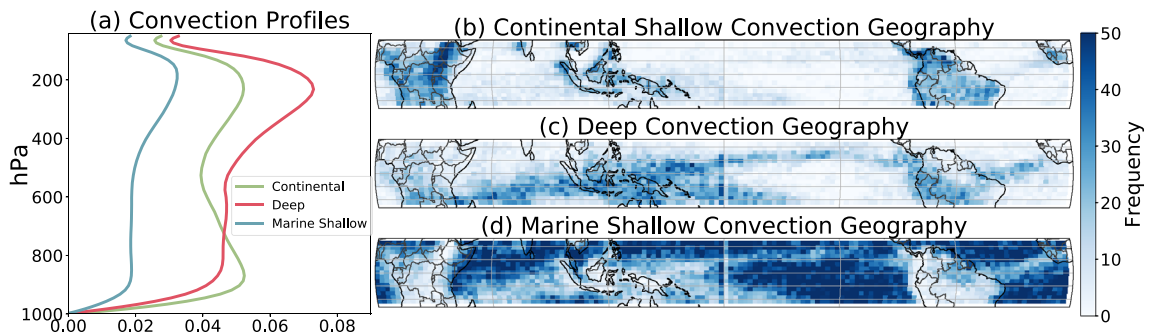 (a) Convection Profiles
200
400
600
800
1000
hPa
0.00 0.02 0.04 0.06 0.08
Continental
Deep
Marine Shallow
(b) Continental Shallow Convection Geography
(c) Deep Convection Geography
(d) Marine Shallow Convection Geography
50
40
30
20
10
0
Frequency